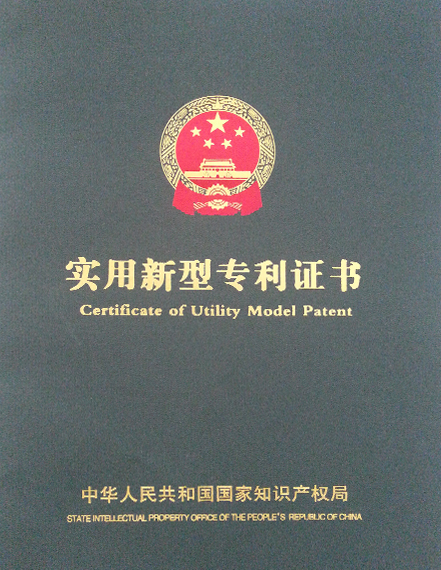 实用新型专利证书
Certificate of Utility Model Patent
中华人民共和国国家知识产权局
STATE INTELLECTUAL PROPERTY OFFICE OF THE PEOPLE'S REPUBLIC OF CHINA